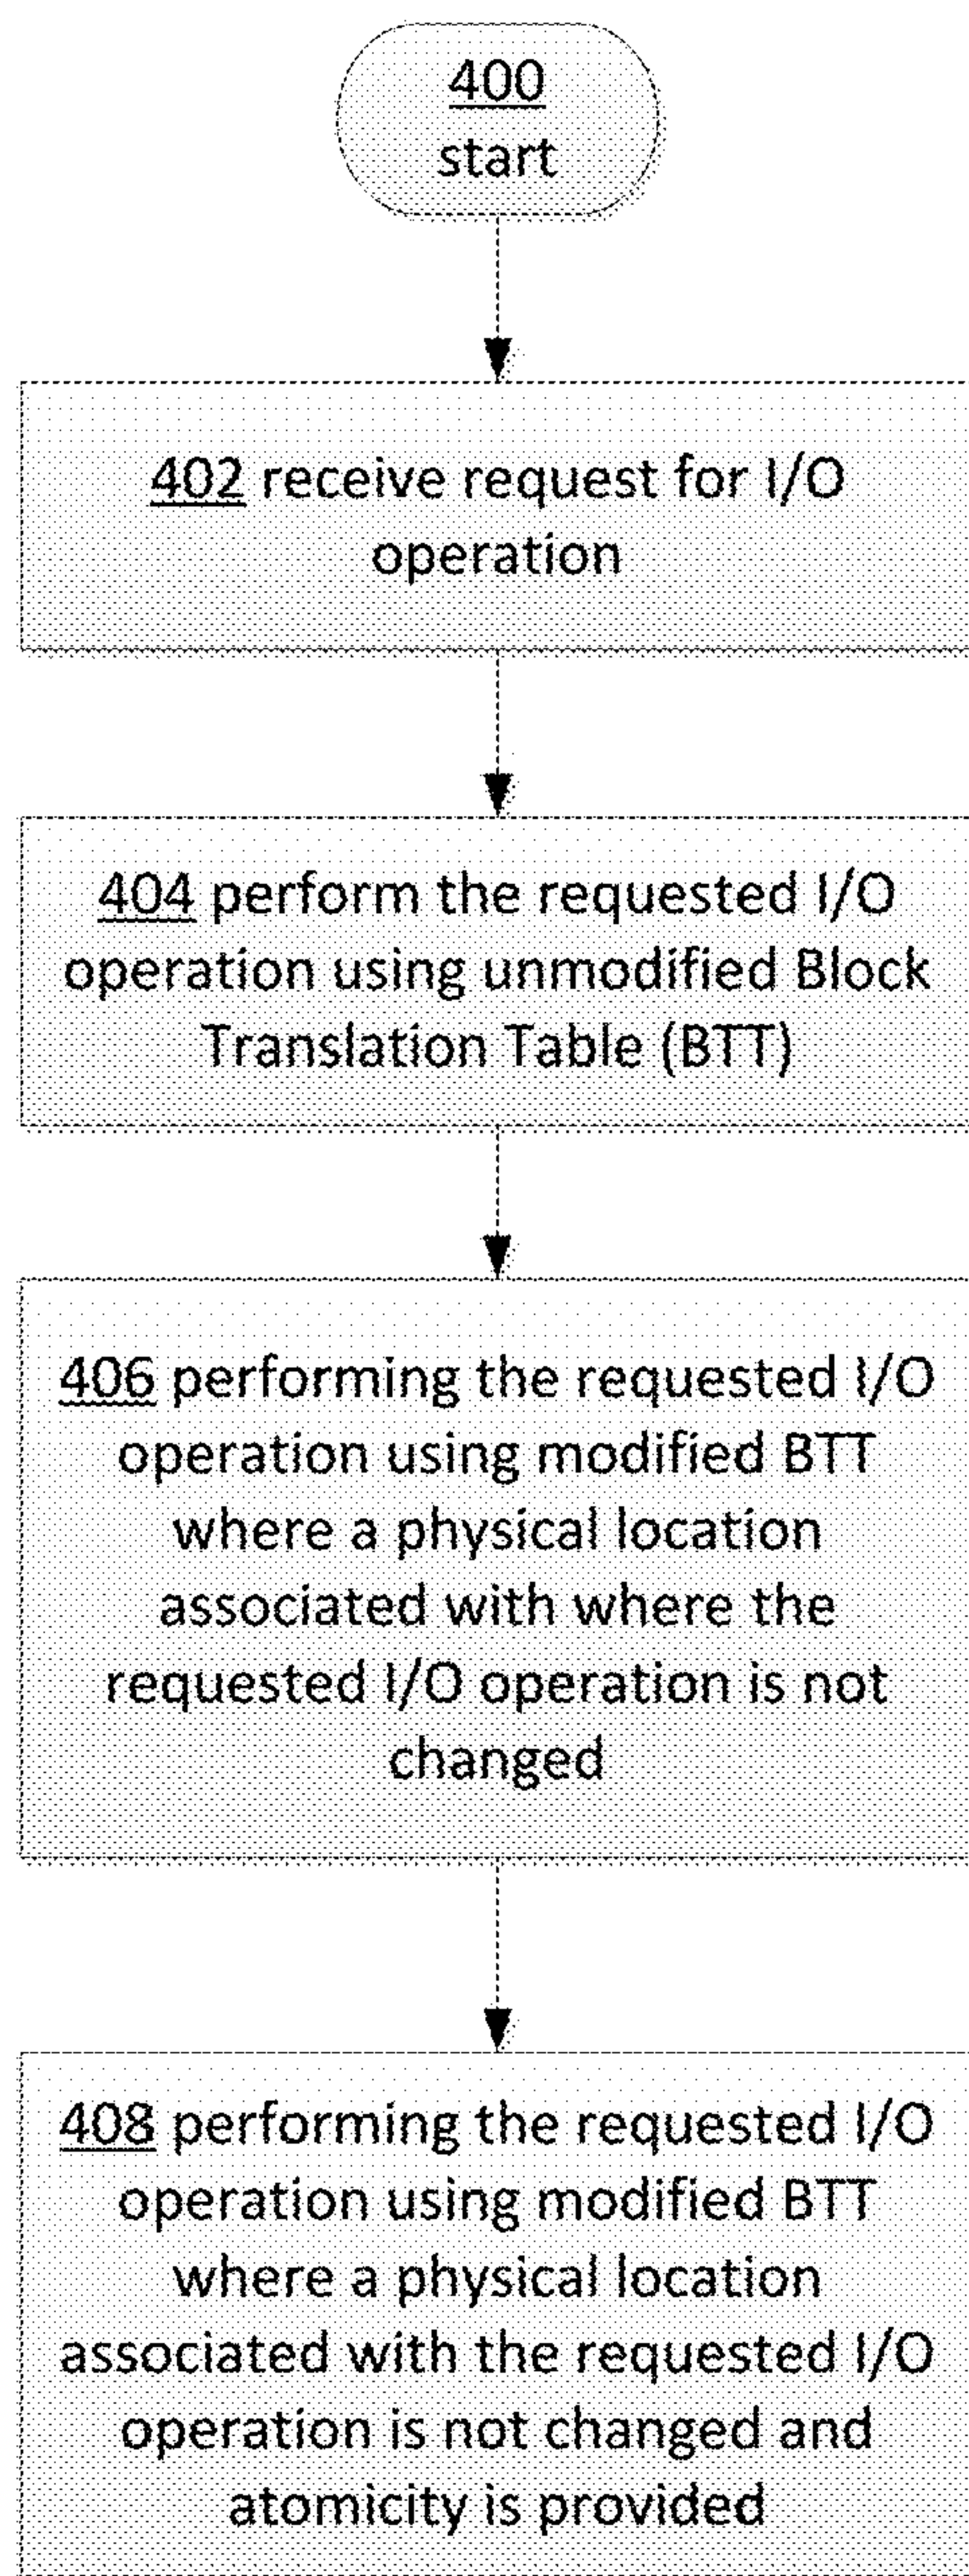 400
start
402 receive request for I/O
operation
404 perform the requested I/O
operation using unmodified Block
Translation Table (BTT)
406 performing the requested I/O
operation using modified BTT
where a physical location
associated with where the
requested I/O operation is not
changed
408 performing the requested I/O
operation using modified BTT
where a physical location
associated with the requested I/O
operation is not changed and
atomicity is provided